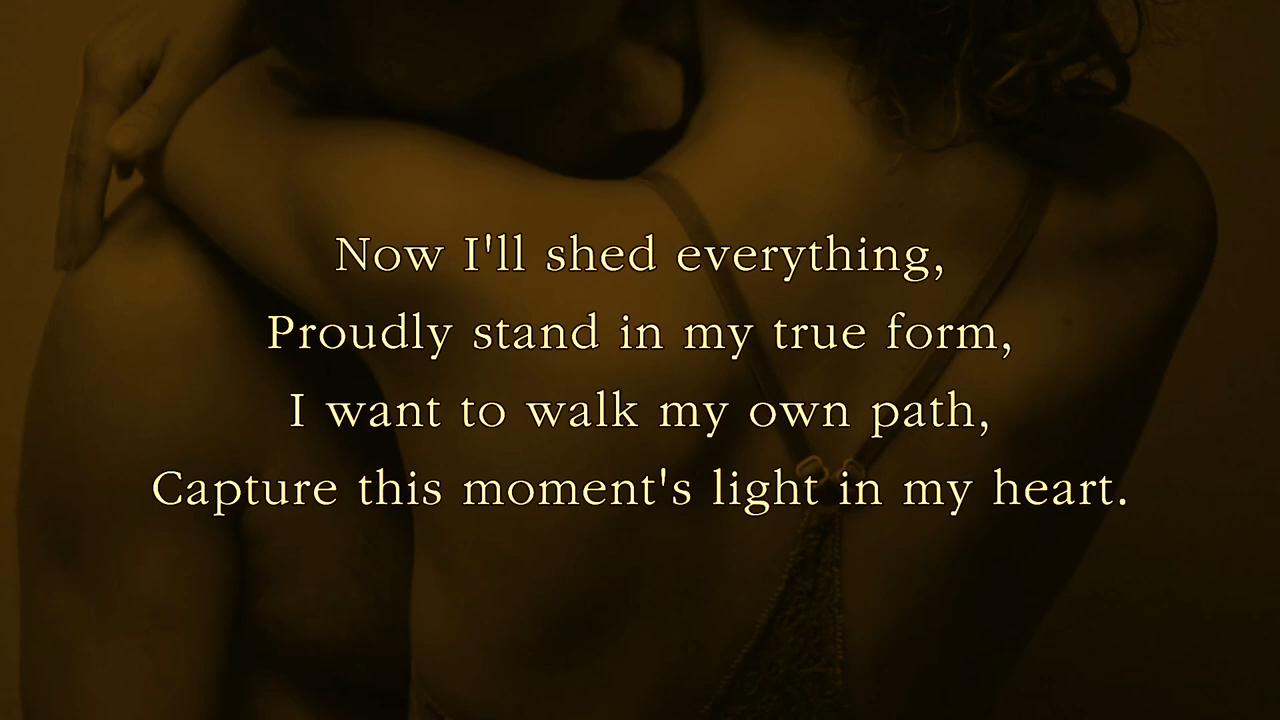 Now I'll shed everything,
Proudly stand in my true form,
I want to walk my own path,
Capture this moment's light in my heart.